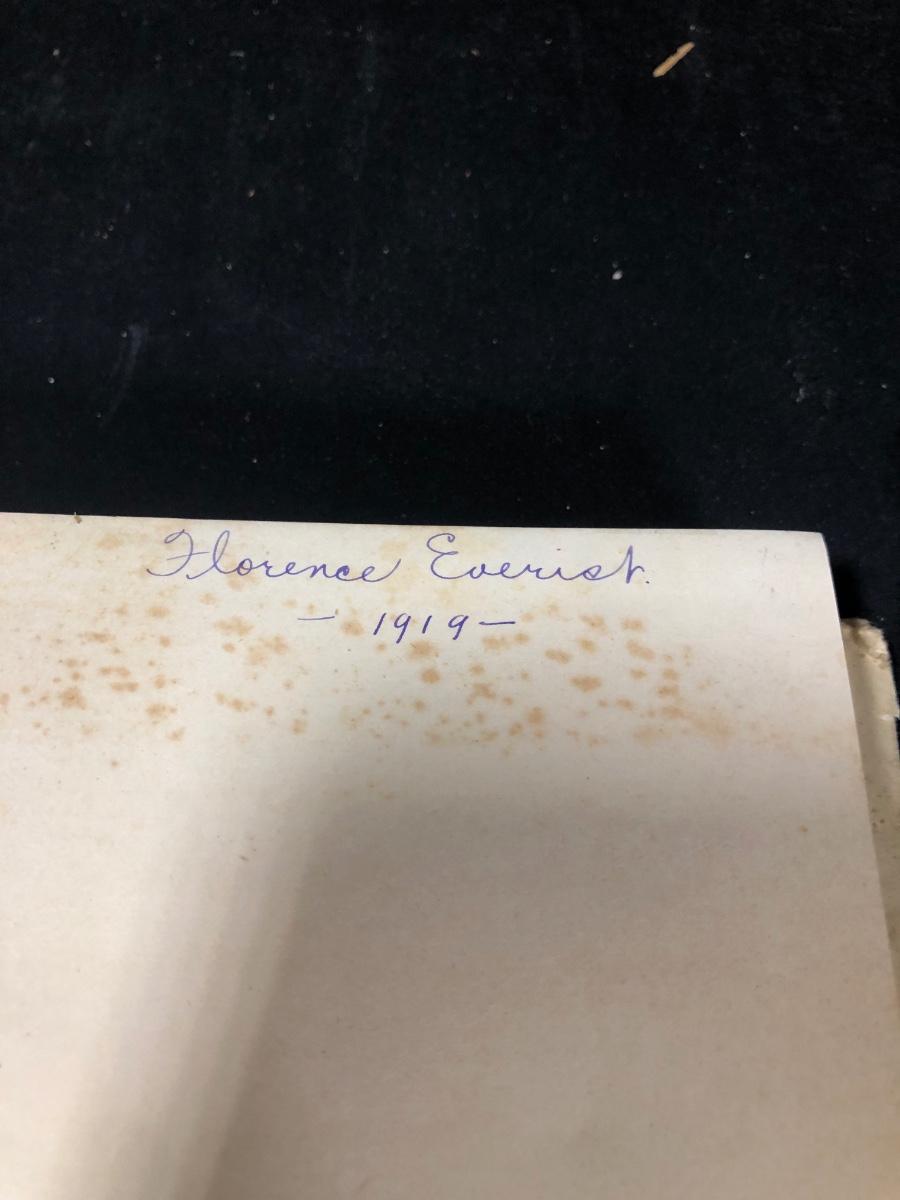 Florence Everist.
— 1919 —